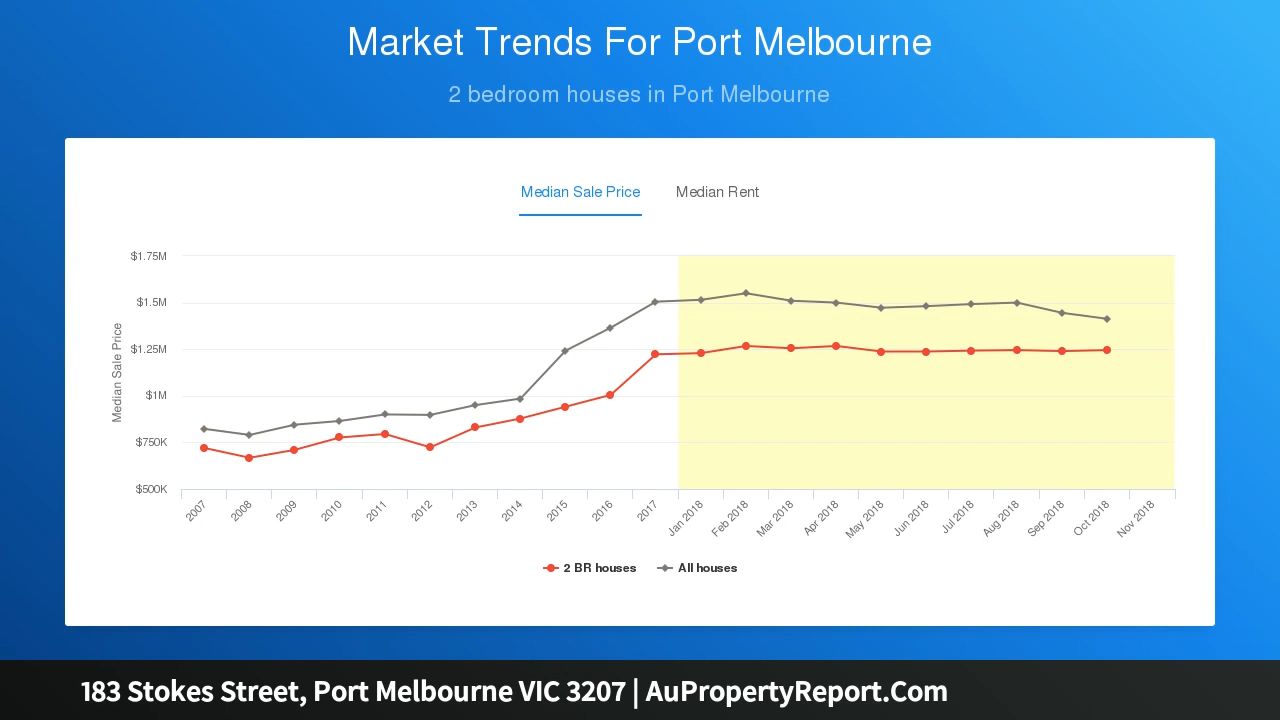 Market Trends For Port Melbourne
2 bedroom houses in Port Melbourne
Median Sale Price Median Rent
$1.75M
$1.5M
$1.25M
$1M
$750K
$500K
Median Sale Price
2007 2008 2009 2010 2011 2012 2013 2014 2015 2016 2017 Jan 2018 Feb 2018 Mar 2018 Apr 2018 May 2018 Jun 2018 Jul 2018 Aug 2018 Sep 2018 Oct 2018 Nov 2018
2 BR houses All houses
183 Stokes Street, Port Melbourne VIC 3207 | AuPropertyReport.Com